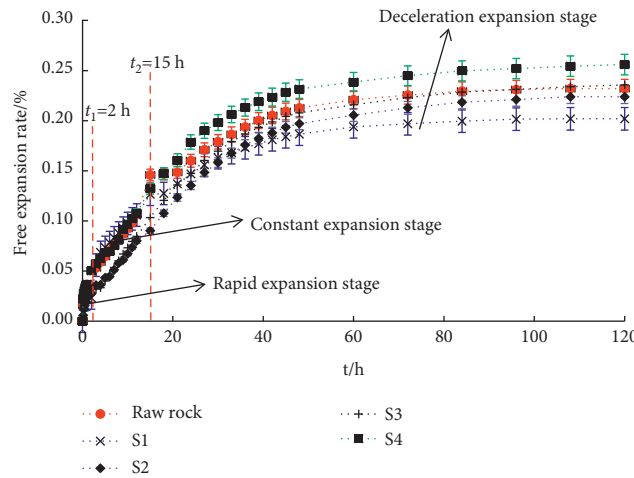 Deceleration expansion stage
0.30
t₂=15 h
0.25
t₁=2 h
0.20
0.15
0.10
Constant expansion stage
0.05
Rapid expansion stage
0.00
Free expansion rate/%
0 20 40 60 80 100 120
t/h
Raw rock S3
S1 S4
S2